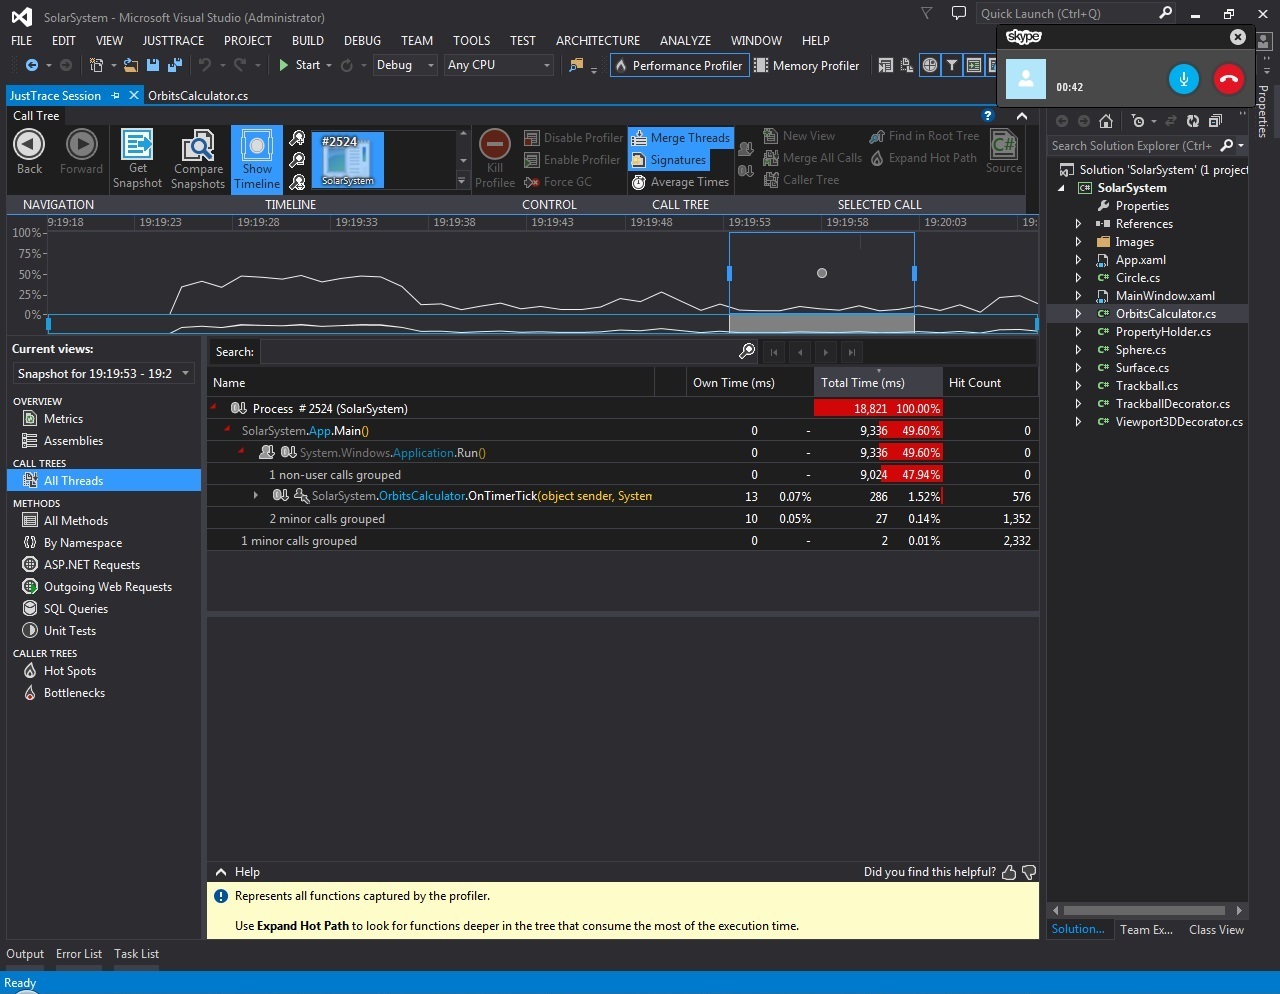 SolarSystem - Microsoft Visual Studio (Administrator)
Quick Launch (Ctrl+Q)
FILE EDIT VIEW JUSTTRACE PROJECT BUILD DEBUG TEAM TOOLS TEST ARCHITECTURE ANALYZE WINDOW HELP
skype
00:42
Start Debug Any CPU Performance Profiler Memory Profiler
JustTrace Session OrbitsCalculator.cs
Properties
Call Tree
Back
Forward
Get Snapshot
Compare Snapshots
Show Timeline
#2524
SolarSystem
Kill Profilee
Disable Profiler
Enable Profiler
Force GC
Merge Threads
Signatures
Average Times
New View
Merge All Calls
Caller Tree
Find in Root Tree
Expand Hot Path
Source
NAVIGATION TIMELINE CONTROL CALL TREE SELECTED CALL
9:19:18 19:19:23 19:19:28 19:19:33 19:19:38 19:19:43 19:19:48 19:19:53 19:19:58 19:20:03 19:
100%
75%
50%
25%
0%
Current views:
Snapshot for 19:19:53 - 19:2
OVERVIEW
Metrics
Assemblies
CALL TREES
All Threads
METHODS
All Methods
By Namespace
ASP.NET Requests
Outgoing Web Requests
SQL Queries
Unit Tests
CALLER TREES
Hot Spots
Bottlenecks
Search:
Name Own Time (ms) Total Time (ms) Hit Count
Process # 2524 (SolarSystem) 18,821 100.00%
SolarSystem.App.Main() 0 - 9,336 49.60% 0
System.Windows.Application.Run() 0 - 9,336 49.60% 0
1 non-user calls grouped 0 - 9,024 47.94% 0
SolarSystem.OrbitsCalculator.OnTimerTick(object sender, System 13 0.07% 286 1.52% 576
2 minor calls grouped 10 0.05% 27 0.14% 1,352
1 minor calls grouped 0 - 2 0.01% 2,332
Help
Did you find this helpful?
Represents all functions captured by the profiler.
Use Expand Hot Path to look for functions deeper in the tree that consume the most of the execution time.
Search Solution Explorer (Ctrl+
Solution 'SolarSystem' (1 project
SolarSystem
Properties
References
Images
App.xaml
Circle.cs
MainWindow.xaml
OrbitsCalculator.cs
PropertyHolder.cs
Sphere.cs
Surface.cs
Trackball.cs
TrackballDecorator.cs
Viewport3DDecorator.cs
Solution... Team Ex... Class View
Output Error List Task List
Ready